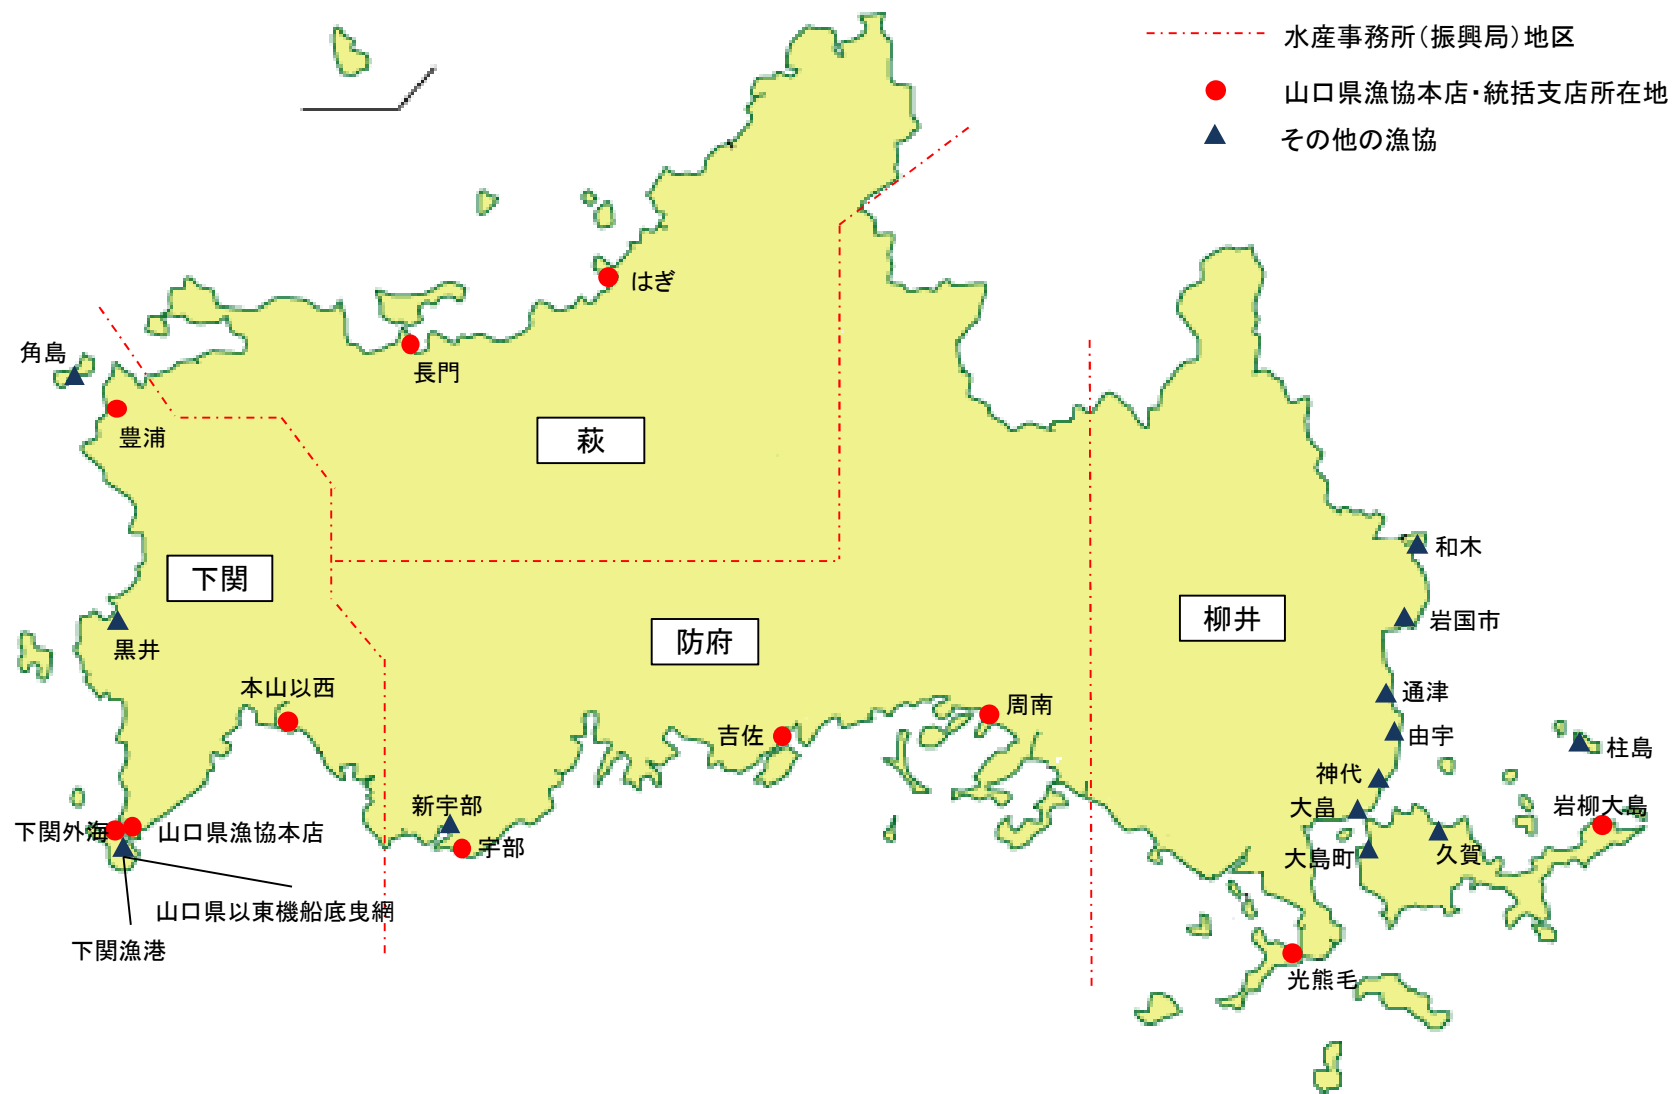 水産事務所（振興局）地区
山口県漁協本店・統括支店所在地
その他の漁協
はぎ
角島
長門
豊浦
萩
和木
下関
柳井
岩国市
防府
黒井
本山以西
通津
周南
吉佐
由宇
柱島
神代
新宇部
大畠
岩柳大島
下関外海
山口県漁協本店
宇部
大島町
久賀
山口県以東機船底曳網
下関漁港
光熊毛